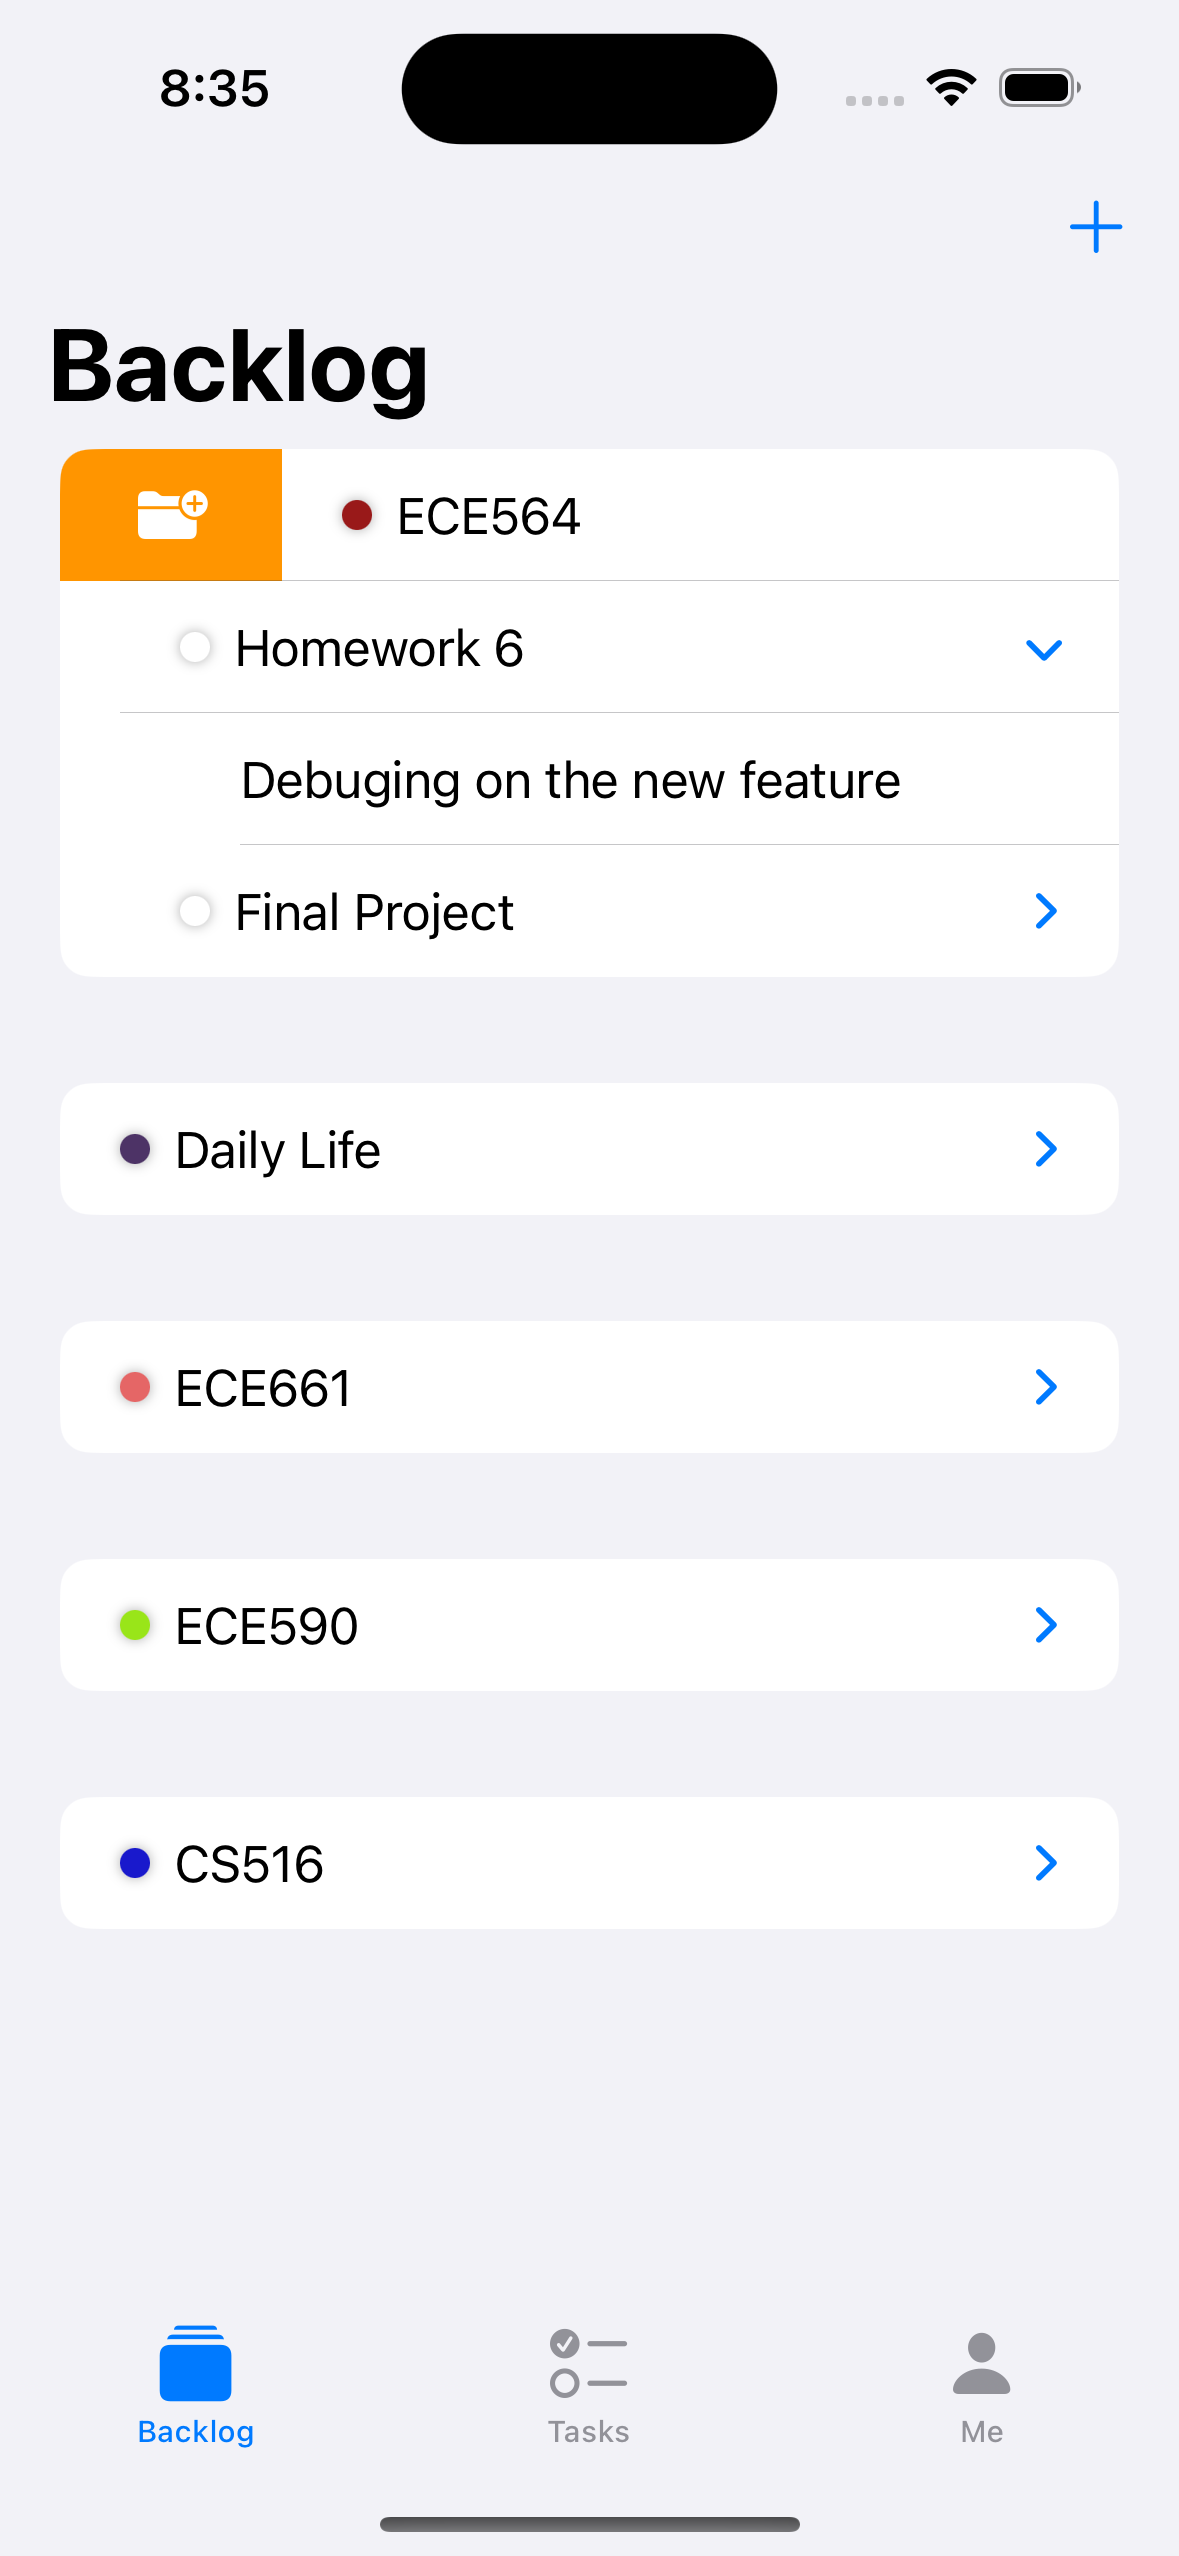 8:35
Backlog
ECE564
Homework 6
Debuging on the new feature
Final Project
Daily Life
ECE661
ECE590
CS516
Backlog
Tasks
Me